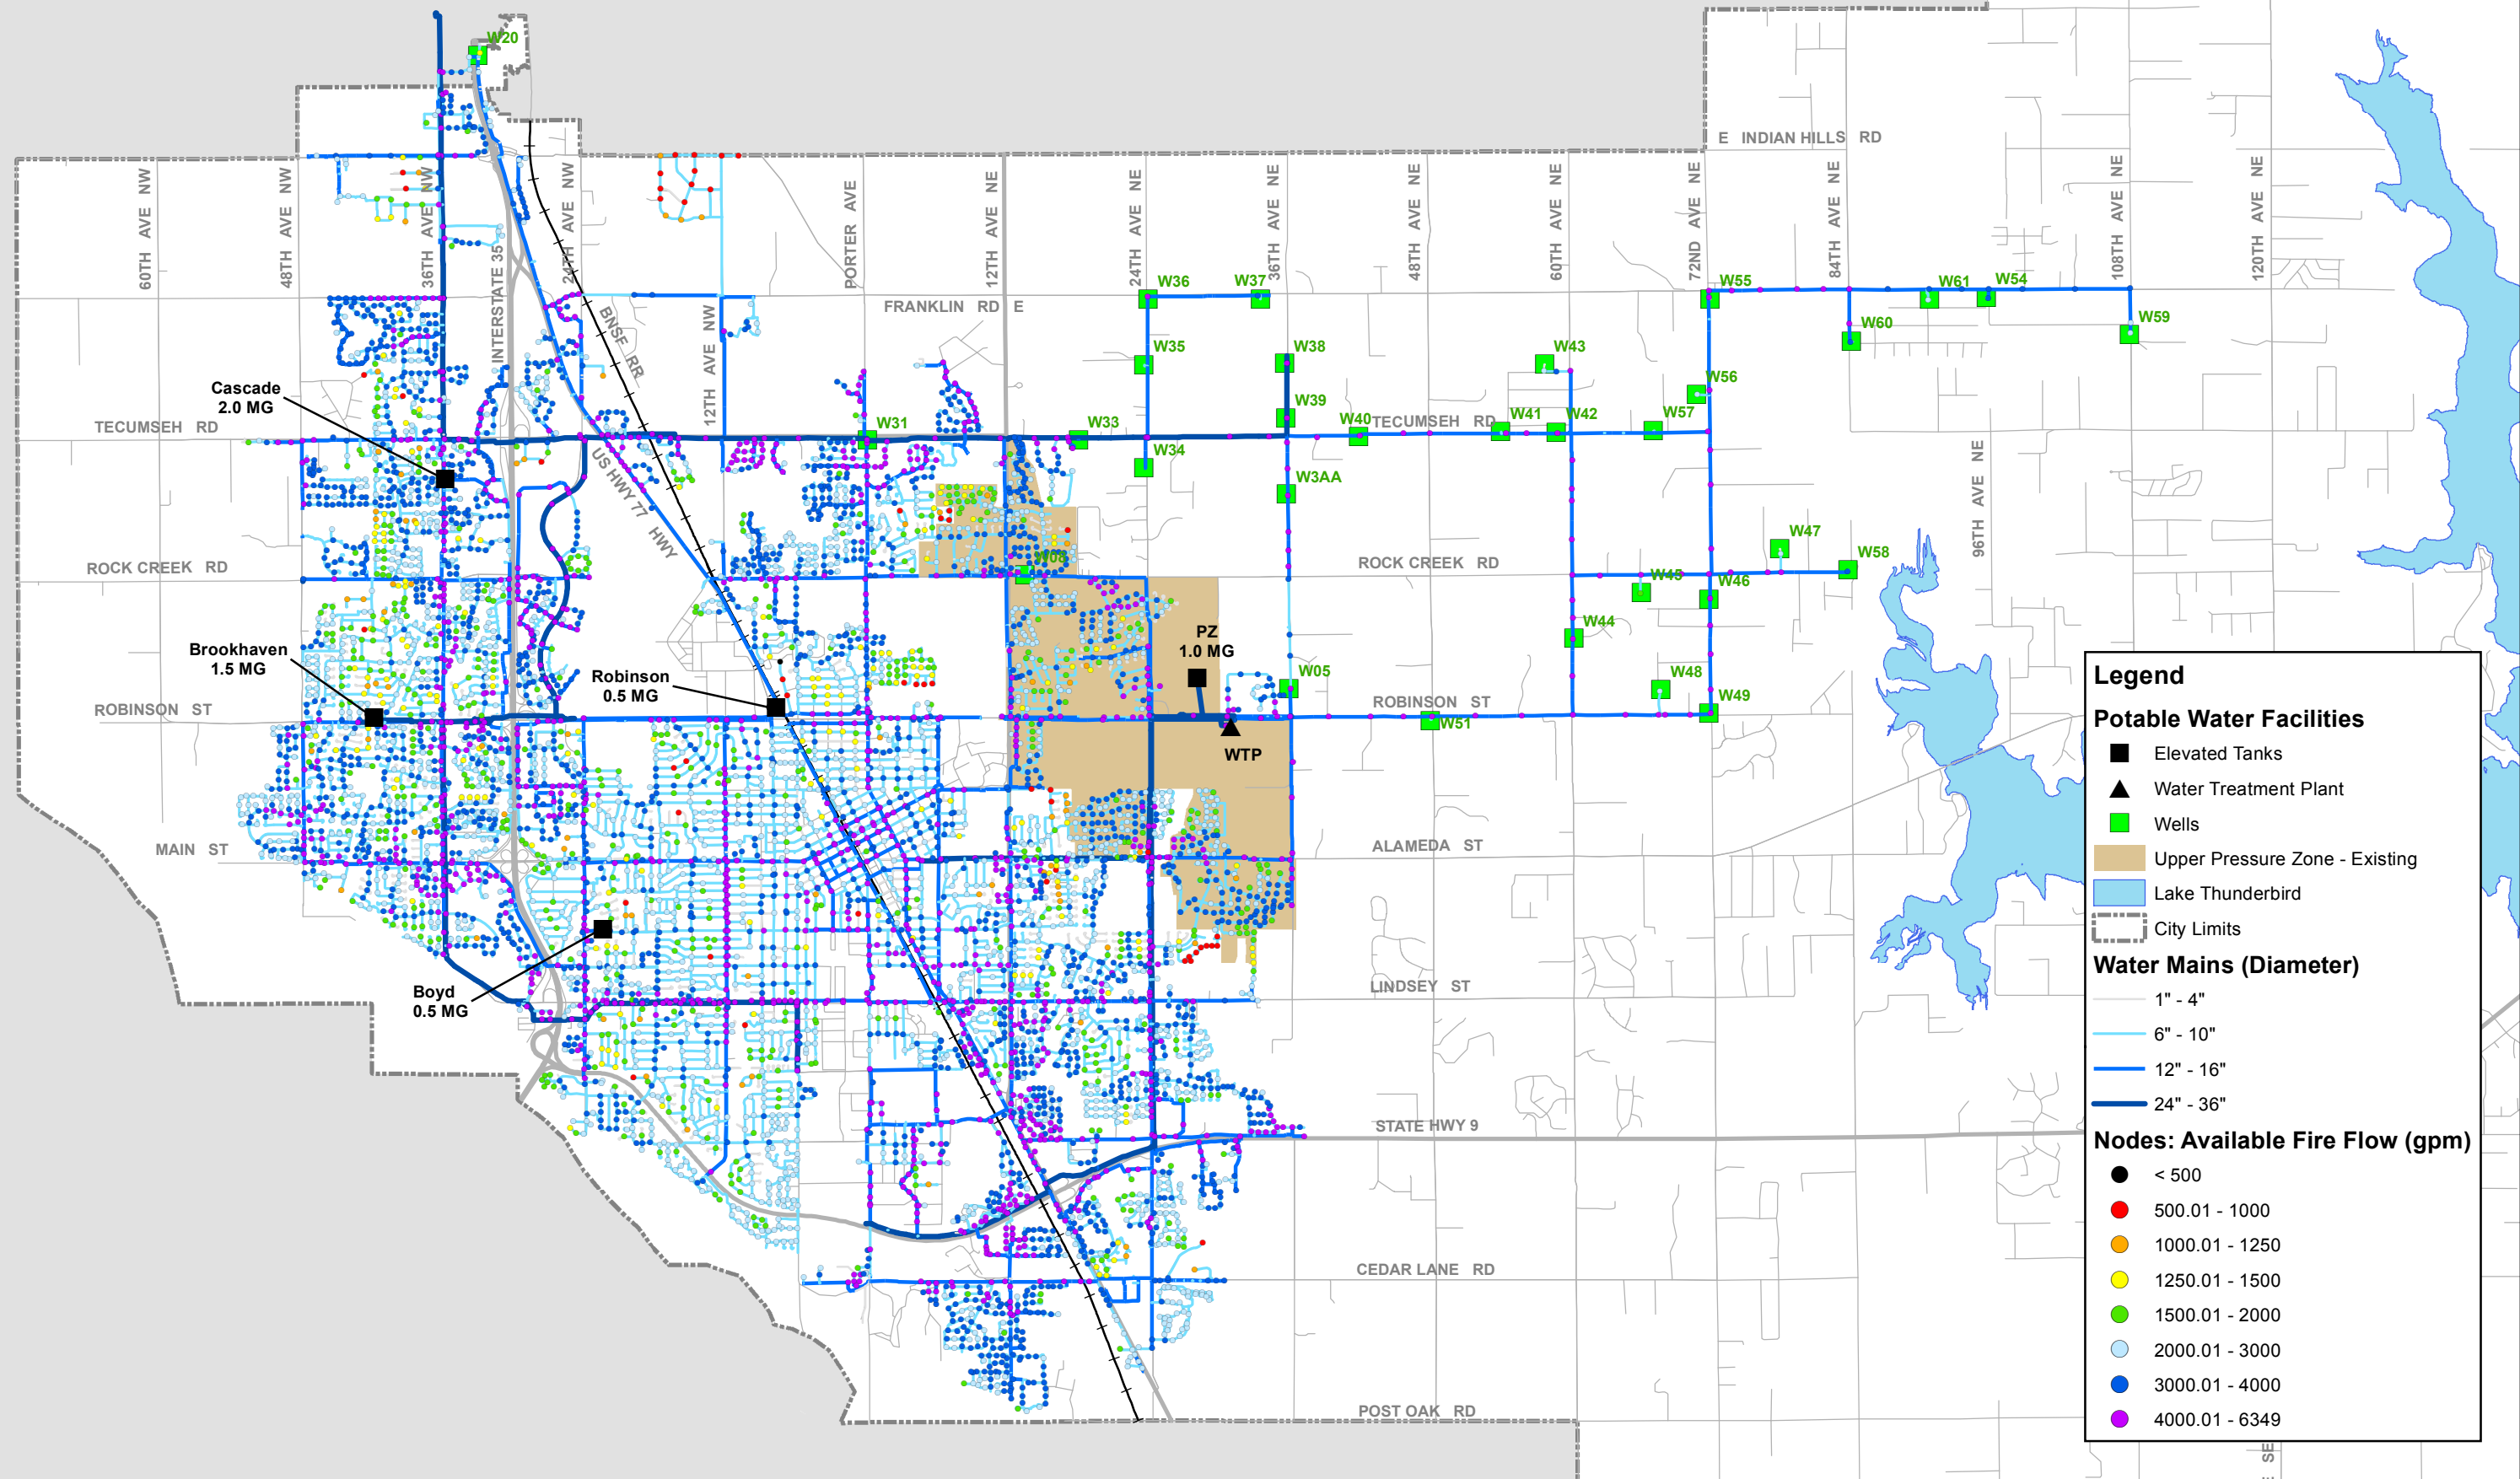 W20
E INDIAN HILLS RD
60TH AVE NW
48TH AVE NW
36TH AVE NW
INTERSTATE 35
24TH AVE NW
BNSF RR
12TH AVE NW
PORTER AVE
12TH AVE NE
24TH AVE NE
36TH AVE NE
48TH AVE NE
60TH AVE NE
72ND AVE NE
84TH AVE NE
108TH AVE NE
120TH AVE NE
96TH AVE NE
FRANKLIN RD E
W36
W37
W55
W61
W54
W60
W59
W35
W38
W43
W56
Cascade
2.0 MG
TECUMSEH RD
W31
W33
W39
W40
TECUMSEH RD
W41
W42
W57
W34
W3AA
US HWY 77 HWY
ROCK CREEK RD
ROCK CREEK RD
W47
W58
W46
W44
Brookhaven
1.5 MG
Robinson
0.5 MG
PZ
1.0 MG
W05
W48
W49
ROBINSON ST
ROBINSON ST
W51
WTP
MAIN ST
ALAMEDA ST
Boyd
0.5 MG
LINDSEY ST
STATE HWY 9
CEDAR LANE RD
POST OAK RD
Legend
Potable Water Facilities
Elevated Tanks
Water Treatment Plant
Wells
Upper Pressure Zone - Existing
Lake Thunderbird
City Limits
Water Mains (Diameter)
1" - 4"
6" - 10"
12" - 16"
24" - 36"
Nodes: Available Fire Flow (gpm)
< 500
500.01 - 1000
1000.01 - 1250
1250.01 - 1500
1500.01 - 2000
2000.01 - 3000
3000.01 - 4000
4000.01 - 6349
SE